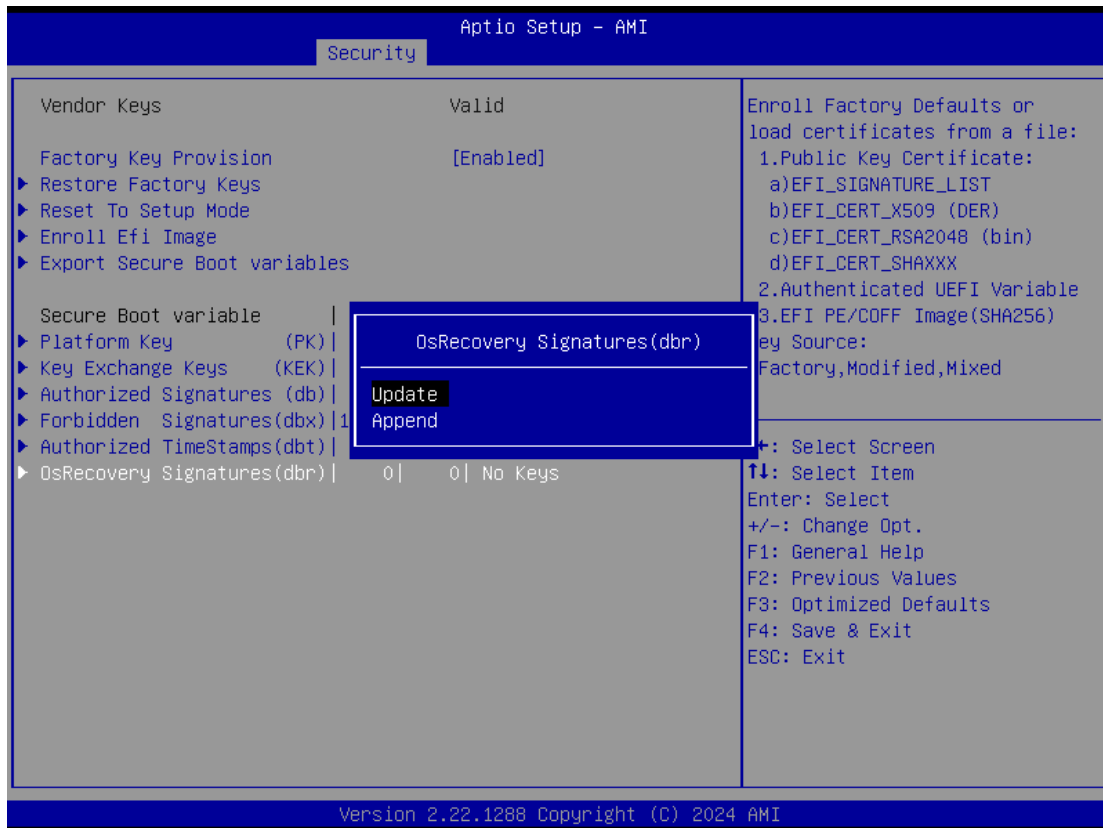 Aptio Setup – AMI
Security
Vendor Keys Valid
Factory Key Provision [Enabled]
Restore Factory Keys
Reset To Setup Mode
Enroll Efi Image
Export Secure Boot variables
Secure Boot variable |
Platform Key (PK)|
Key Exchange Keys (KEK)|
Authorized Signatures (db)|
Forbidden Signatures(dbx)|1
Authorized TimeStamps(dbt)|
OsRecovery Signatures(dbr)| 0| 0| No Keys
OsRecovery Signatures(dbr)
Update
Append
Enroll Factory Defaults or
load certificates from a file:
1.Public Key Certificate:
a)EFI_SIGNATURE_LIST
b)EFI_CERT_X509 (DER)
c)EFI_CERT_RSA2048 (bin)
d)EFI_CERT_SHAXXX
2.Authenticated UEFI Variable
3.EFI PE/COFF Image(SHA256)
ey Source:
Factory,Modified,Mixed
←: Select Screen
↑↓: Select Item
Enter: Select
+/-: Change Opt.
F1: General Help
F2: Previous Values
F3: Optimized Defaults
F4: Save & Exit
ESC: Exit
Version 2.22.1288 Copyright (C) 2024 AMI